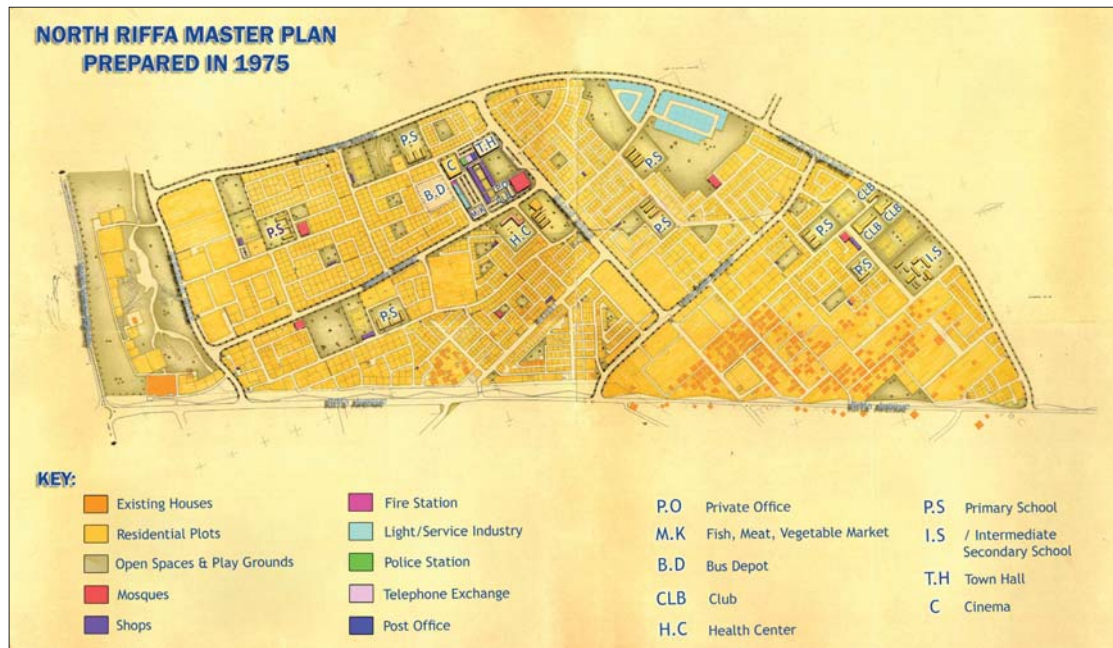 NORTH RIFFA MASTER PLAN
PREPARED IN 1975
P.S
T.H
C
B.D
P.S
P.S
P.S
H.C
P.S
CLB
CLB
CLB
P.S
P.S
I.S
P.S
RIFFA AVENUE
RIFFA AVENUE
KEY:
Existing Houses
Residential Plots
Open Spaces & Play Grounds
Mosques
Shops
Fire Station
Light/Service Industry
Police Station
Telephone Exchange
Post Office
P.O Private Office
M.K Fish, Meat, Vegetable Market
B.D Bus Depot
CLB Club
H.C Health Center
P.S Primary School
I.S / Intermediate
Secondary School
T.H Town Hall
C Cinema